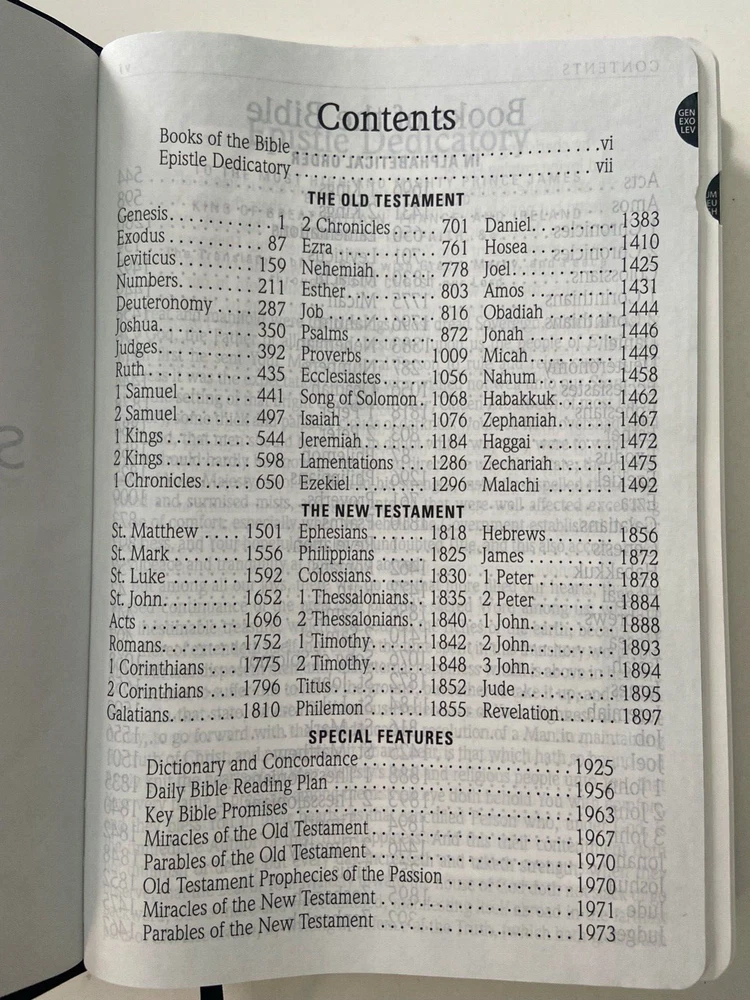 Contents
Books of the Bible . . . . . . . . . . . . . . . . . . . . . . . . . . . vi
Epistle Dedicatory . . . . . . . . . . . . . . . . . . . . . . . . . . . vii
THE OLD TESTAMENT
Genesis . . . . . . . . . . . 1
Exodus . . . . . . . . . . 87
Leviticus . . . . . . . . 159
Numbers. . . . . . . . . 211
Deuteronomy . . . . 287
Joshua. . . . . . . . . . . 350
Judges. . . . . . . . . . . 392
Ruth . . . . . . . . . . . . 435
1 Samuel . . . . . . . . 441
2 Samuel . . . . . . . . 497
1 Kings . . . . . . . . . . 544
2 Kings . . . . . . . . . . 598
1 Chronicles . . . . . 650
2 Chronicles . . . . . 701
Ezra . . . . . . . . . . . . 761
Nehemiah. . . . . . . 778
Esther. . . . . . . . . . . 803
Job . . . . . . . . . . . . . 816
Psalms . . . . . . . . . . 872
Proverbs . . . . . . . 1009
Ecclesiastes. . . . . 1056
Song of Solomon . 1068
Isaiah . . . . . . . . . . 1076
Jeremiah . . . . . . . 1184
Lamentations . . . 1286
Ezekiel . . . . . . . . . 1296
Daniel. . . . . . . . . . 1383
Hosea . . . . . . . . . . 1410
Joel. . . . . . . . . . . . 1425
Amos . . . . . . . . . . 1431
Obadiah . . . . . . . . 1444
Jonah . . . . . . . . . . 1446
Micah. . . . . . . . . . 1449
Nahum. . . . . . . . . 1458
Habakkuk . . . . . . 1462
Zephaniah. . . . . . 1467
Haggai . . . . . . . . . 1472
Zechariah . . . . . . 1475
Malachi . . . . . . . . 1492
THE NEW TESTAMENT
St. Matthew . . . . 1501
St. Mark . . . . . . . 1556
St. Luke . . . . . . . 1592
St. John. . . . . . . . 1652
Acts . . . . . . . . . . . 1696
Romans. . . . . . . . 1752
1 Corinthians . . . 1775
2 Corinthians . . . 1796
Galatians. . . . . . . 1810
Ephesians . . . . . . 1818
Philippians . . . . . 1825
Colossians. . . . . . 1830
1 Thessalonians. . 1835
2 Thessalonians. . 1840
1 Timothy. . . . . . 1842
2 Timothy. . . . . . 1848
Titus. . . . . . . . . . . 1852
Philemon . . . . . . 1855
Hebrews. . . . . . . 1856
James . . . . . . . . . 1872
1 Peter . . . . . . . . 1878
2 Peter . . . . . . . . 1884
1 John. . . . . . . . . 1888
2 John. . . . . . . . . 1893
3 John. . . . . . . . . 1894
Jude . . . . . . . . . . 1895
Revelation. . . . . . 1897
SPECIAL FEATURES
Dictionary and Concordance . . . . . . . . . . . . . . . . . . 1925
Daily Bible Reading Plan . . . . . . . . . . . . . . . . . . . . . 1956
Key Bible Promises . . . . . . . . . . . . . . . . . . . . . . . . . 1963
Miracles of the Old Testament . . . . . . . . . . . . . . . . 1967
Parables of the Old Testament . . . . . . . . . . . . . . . . 1970
Old Testament Prophecies of the Passion . . . . . . . . 1970
Miracles of the New Testament . . . . . . . . . . . . . . . 1971
Parables of the New Testament . . . . . . . . . . . . . . . 1973
GEN
EXO
LEV